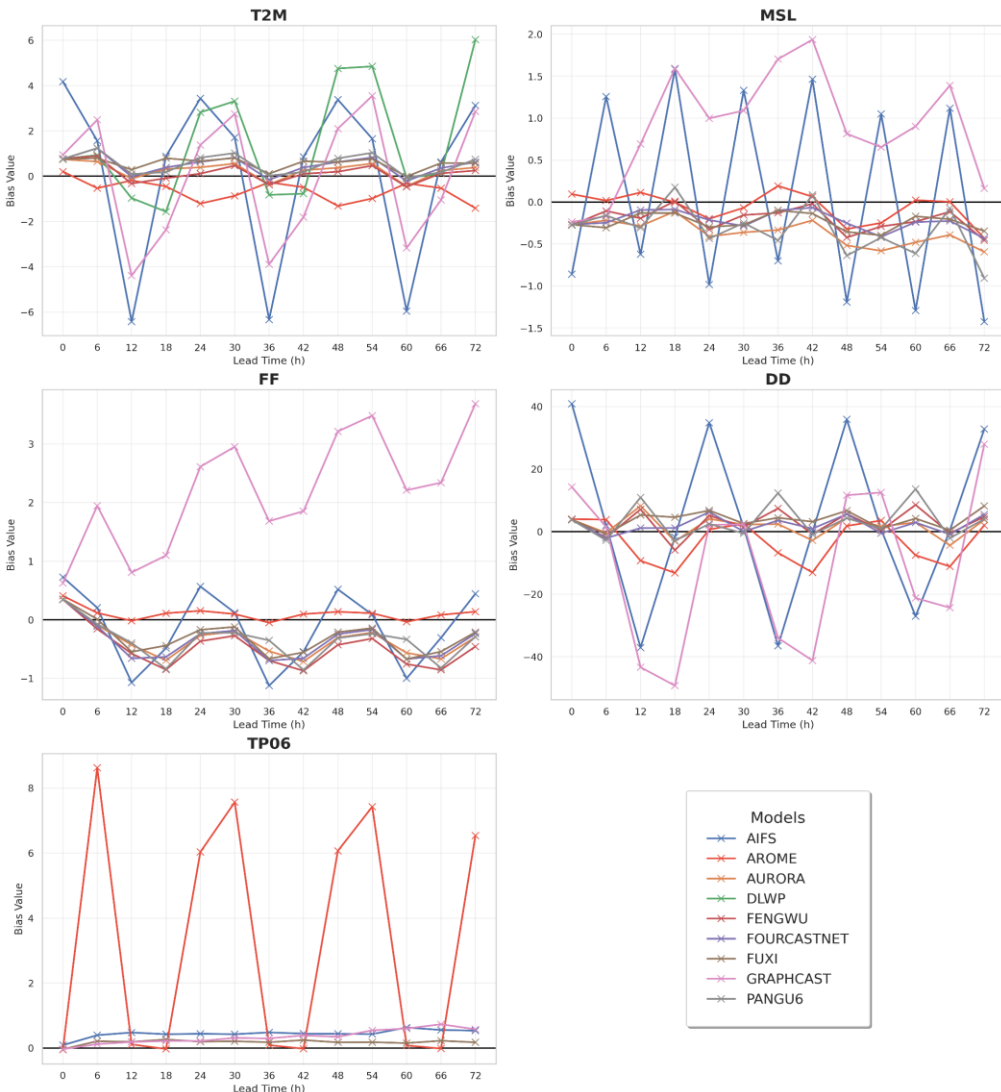 T2M
6
4
2
0
−2
−4
−6
Bias Value
0 6 12 18 24 30 36 42 48 54 60 66 72
Lead Time (h)
MSL
2.0
1.5
1.0
0.5
0.0
−0.5
−1.0
−1.5
Bias Value
0 6 12 18 24 30 36 42 48 54 60 66 72
Lead Time (h)
FF
3
2
1
0
−1
Bias Value
0 6 12 18 24 30 36 42 48 54 60 66 72
Lead Time (h)
DD
40
20
0
−20
−40
Bias Value
0 6 12 18 24 30 36 42 48 54 60 66 72
Lead Time (h)
TP06
8
6
4
2
0
Bias Value
0 6 12 18 24 30 36 42 48 54 60 66 72
Lead Time (h)
Models
AIFS
AROME
AURORA
DLWP
FENGWU
FOURCASTNET
FUXI
GRAPHCAST
PANGU6